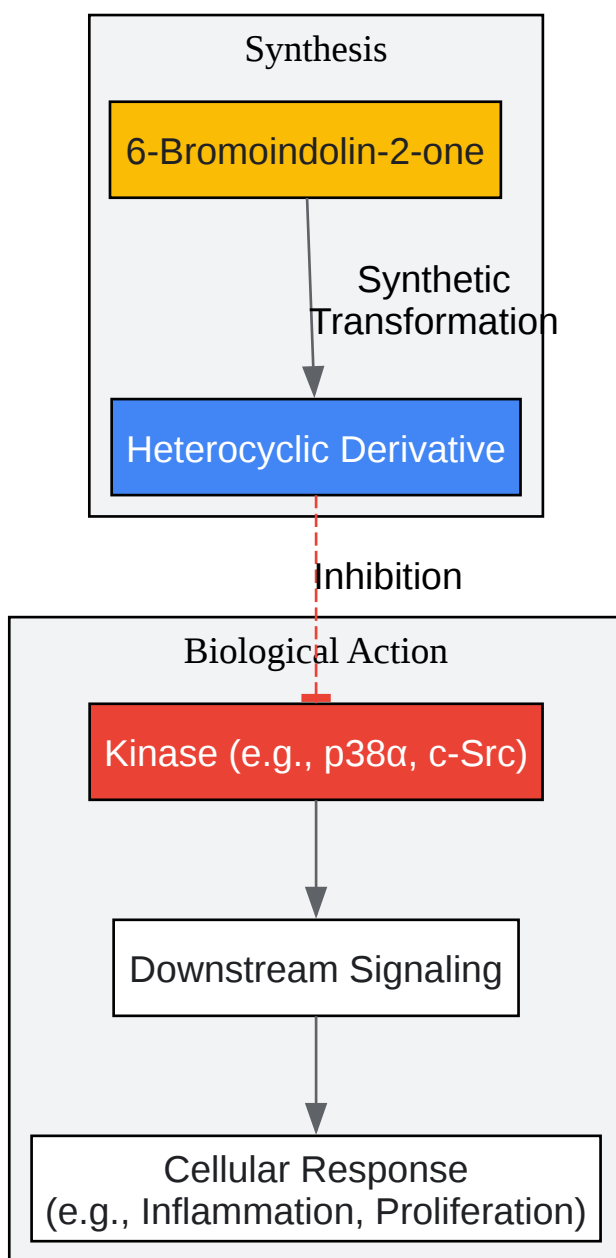 Synthesis
6-Bromoindolin-2-one
Synthetic
Transformation
Heterocyclic Derivative
Inhibition
Biological Action
Kinase (e.g., p38α, c-Src)
Downstream Signaling
Cellular Response
(e.g., Inflammation, Proliferation)